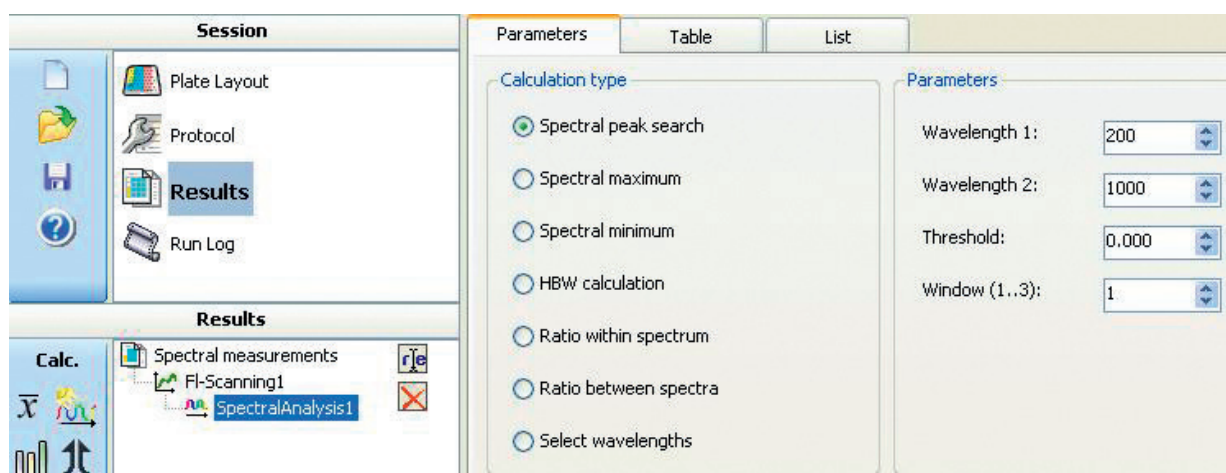 Session
Plate Layout
Protocol
Results
Run Log
Results
Calc.
Spectral measurements
Fl-Scanning1
SpectralAnalysis1
rIe
x̅
Parameters
Table
List
Calculation type
Spectral peak search
Spectral maximum
Spectral minimum
HBW calculation
Ratio within spectrum
Ratio between spectra
Select wavelengths
Parameters
Wavelength 1: 200
Wavelength 2: 1000
Threshold: 0.000
Window (1..3): 1